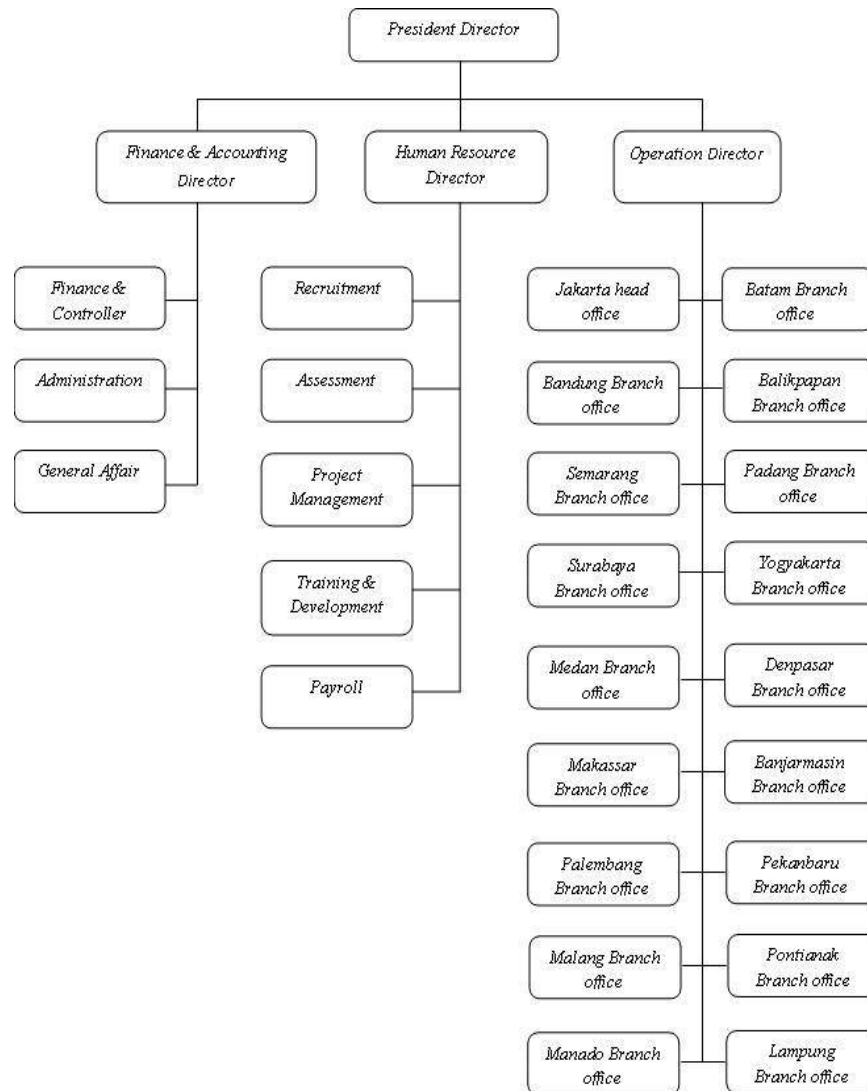 President Director
Finance & Accounting
Director
Human Resource
Director
Operation Director
Finance &
Controller
Administration
General Affair
Recruitment
Assessment
Project
Management
Training &
Development
Payroll
Jakarta head
office
Batam Branch
office
Bandung Branch
office
Balikpapan
Branch office
Semarang
Branch office
Padang Branch
office
Surabaya
Branch office
Yogyakarta
Branch office
Medan Branch
office
Denpasar
Branch office
Makassar
Branch office
Banjarmasin
Branch office
Palembang
Branch office
Pekanbaru
Branch office
Malang Branch
office
Pontianak
Branch office
Manado Branch
office
Lampung
Branch office